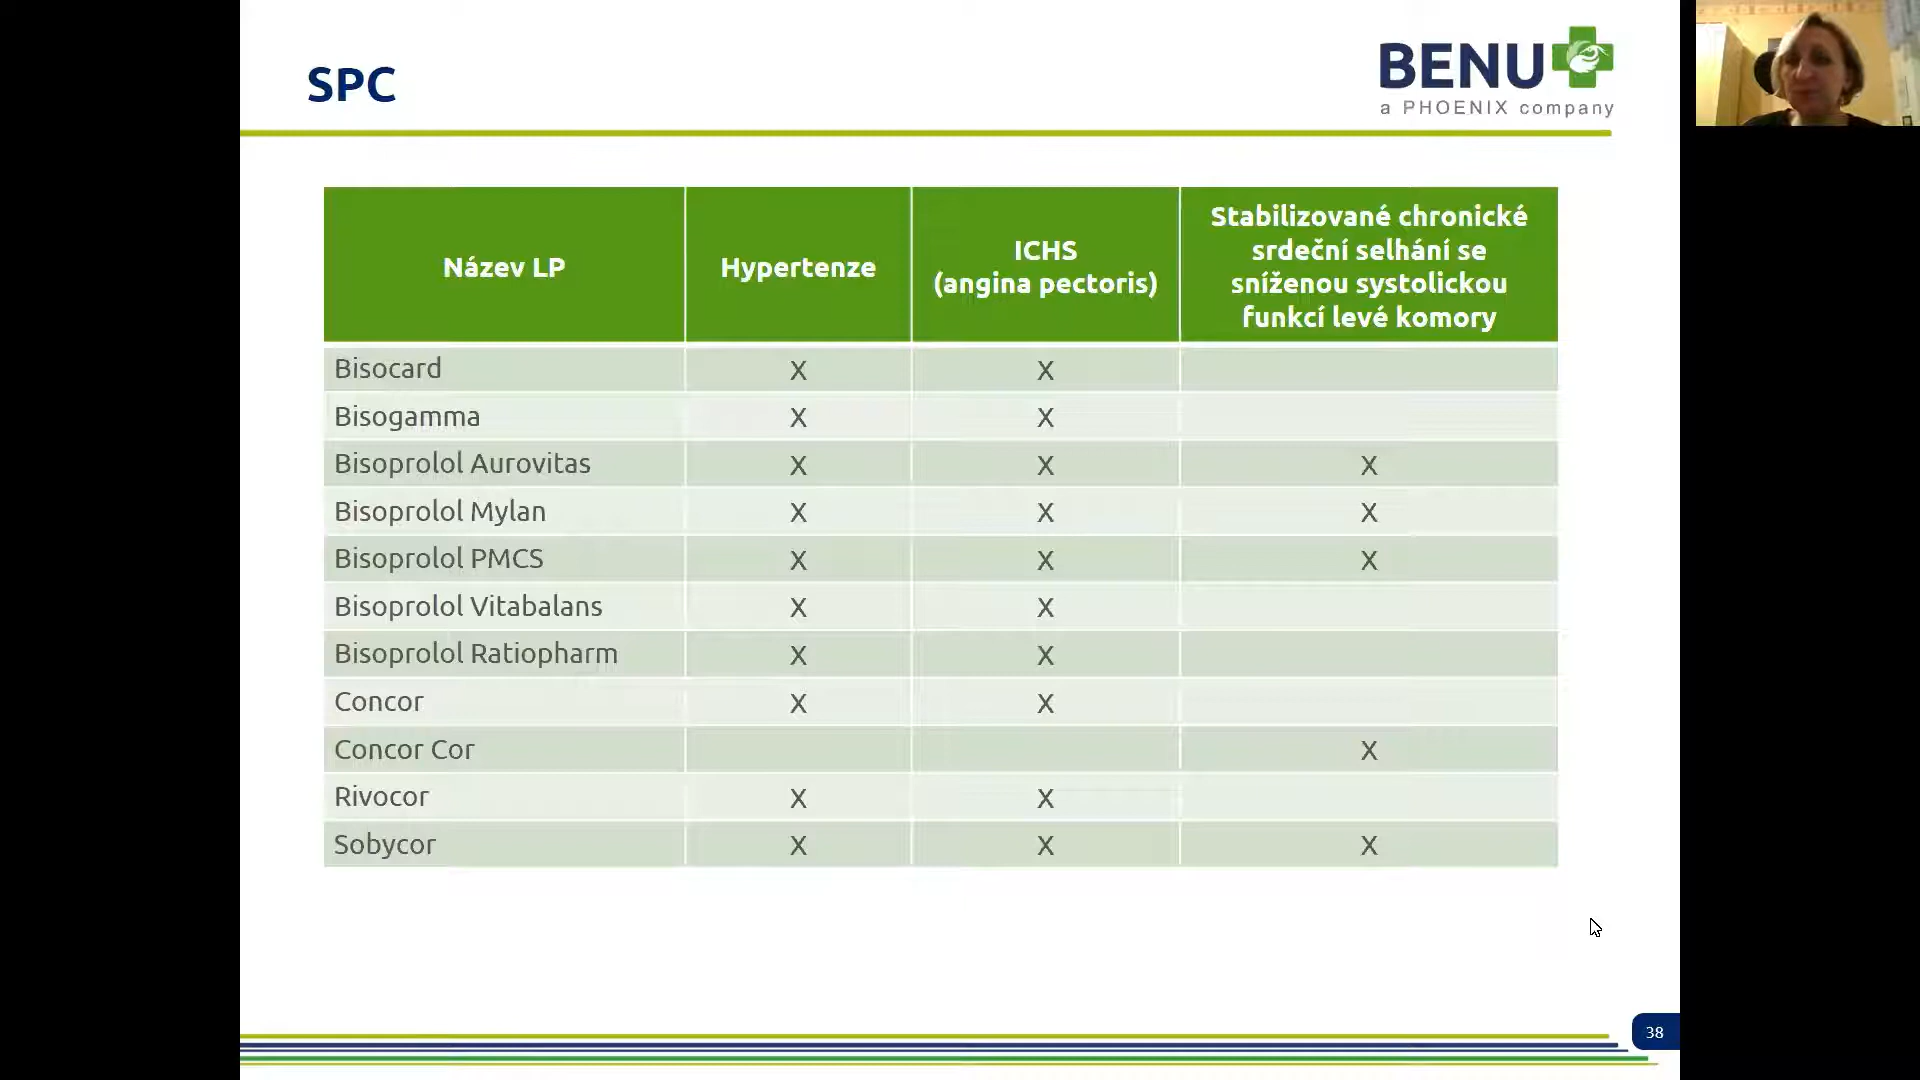 SPC
BENU
a PHOENIX company
Název LP
Hypertenze
ICHS
(angina pectoris)
Stabilizované chronické
srdeční selhání se
sníženou systolickou
funkcí levé komory
Bisocard X X
Bisogamma X X
Bisoprolol Aurovitas X X X
Bisoprolol Mylan X X X
Bisoprolol PMCS X X X
Bisoprolol Vitabalans X X
Bisoprolol Ratiopharm X X
Concor X X
Concor Cor X
Rivocor X X
Sobycor X X X
38